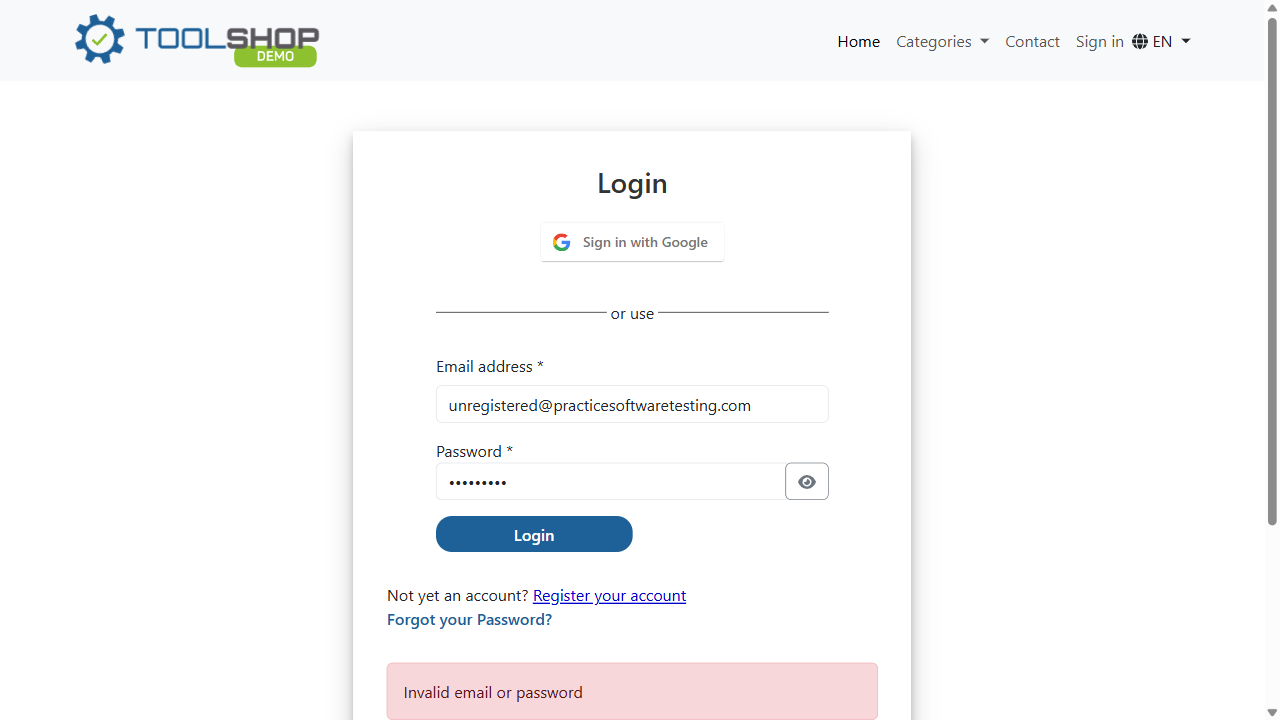 TOOLSHOP
DEMO
Home Categories Contact Sign in EN
Login
Sign in with Google
or use
Email address *
unregistered@practicesoftwaretesting.com
Password *
•••••••••
Login
Not yet an account? Register your account
Forgot your Password?
Invalid email or password